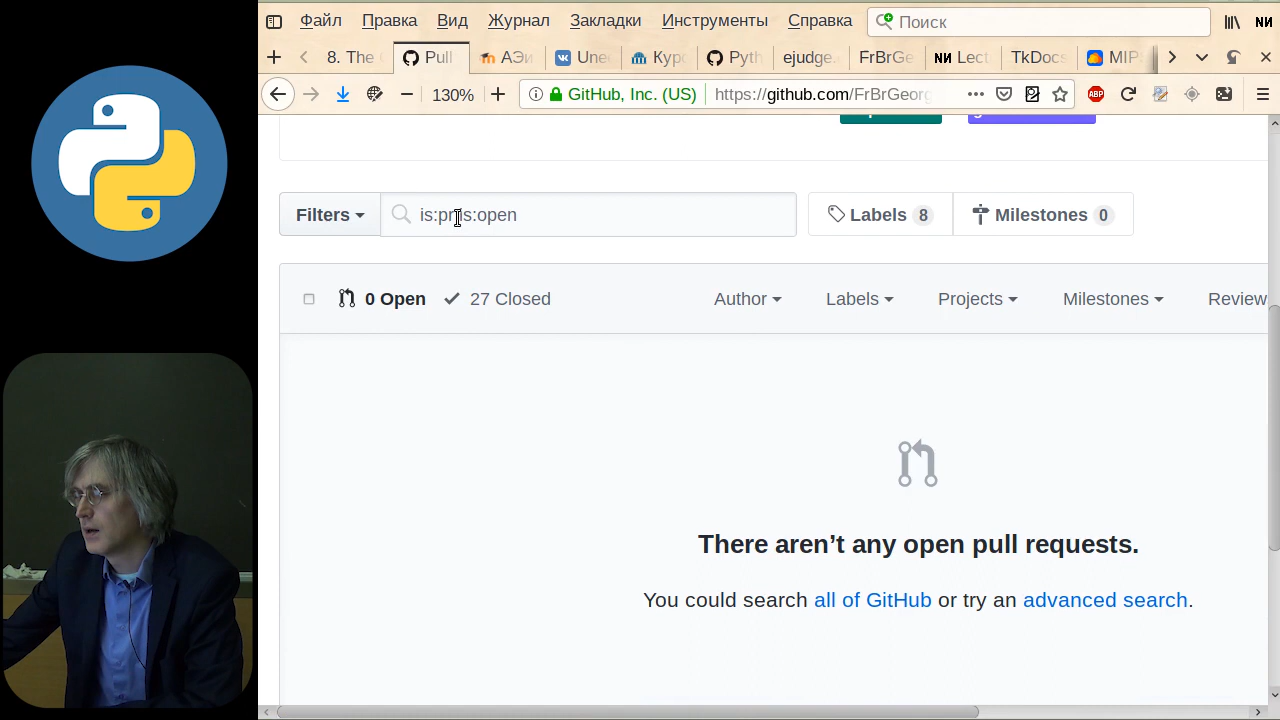 Файл Правка Вид Журнал Закладки Инструменты Справка Поиск
8. The Pull АЭи Une Кур Pyth ejudge. FrBrGe Lect TkDocs MIP
130% GitHub, Inc. (US) https://github.com/FrBrGeorg ABP
Filters is:pr is:open Labels 8 Milestones 0
0 Open 27 Closed Author Labels Projects Milestones Review
There aren’t any open pull requests.
You could search all of GitHub or try an advanced search.